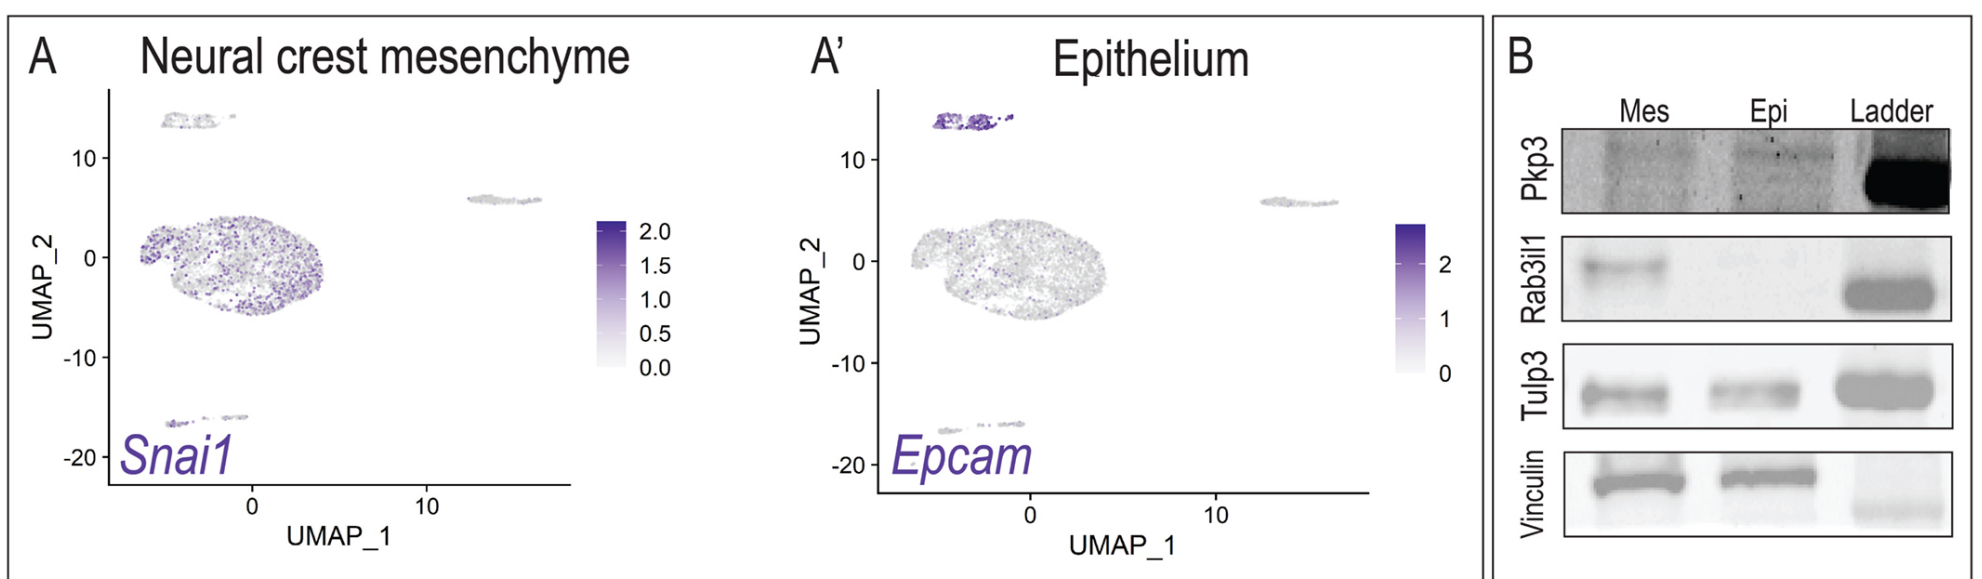 A Neural crest mesenchyme
10
0
-10
-20
UMAP_2
0 10
UMAP_1
Snai1
2.0
1.5
1.0
0.5
0.0
A’ Epithelium
10
0
-10
-20
UMAP_2
0 10
UMAP_1
Epcam
2
1
0
B
Mes Epi Ladder
Pkp3
Rab3il1
Tulp3
Vinculin